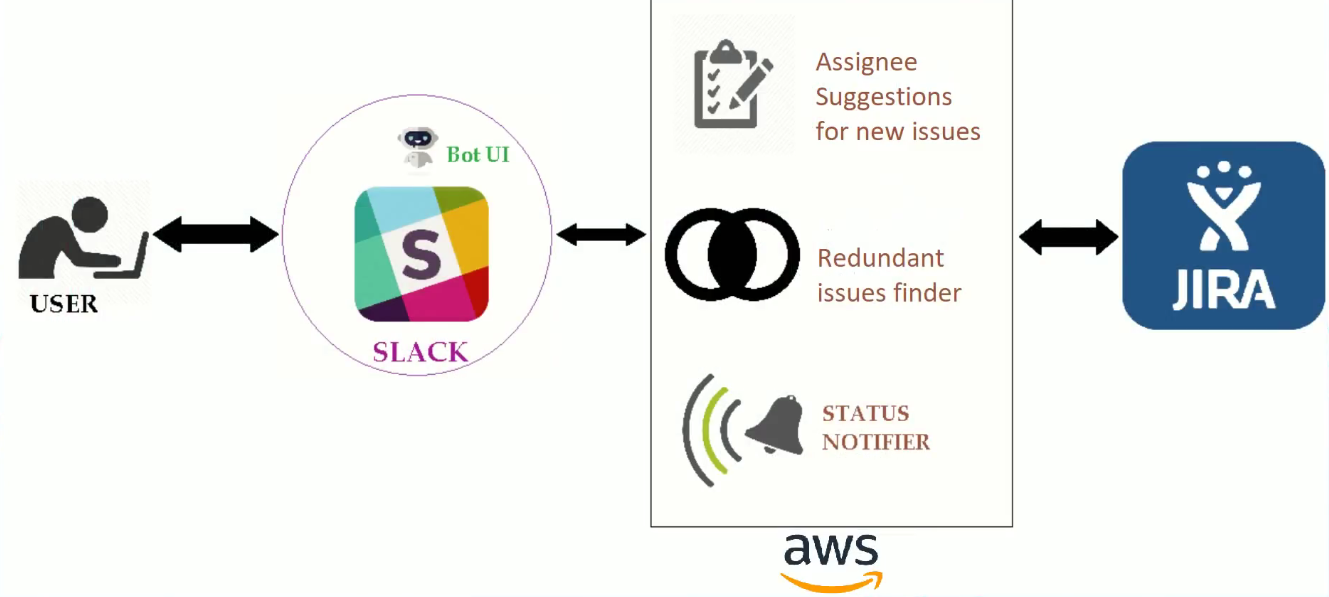 USER
Bot UI
S
SLACK
Assignee
Suggestions
for new issues
Redundant
issues finder
STATUS
NOTIFIER
aws
JIRA